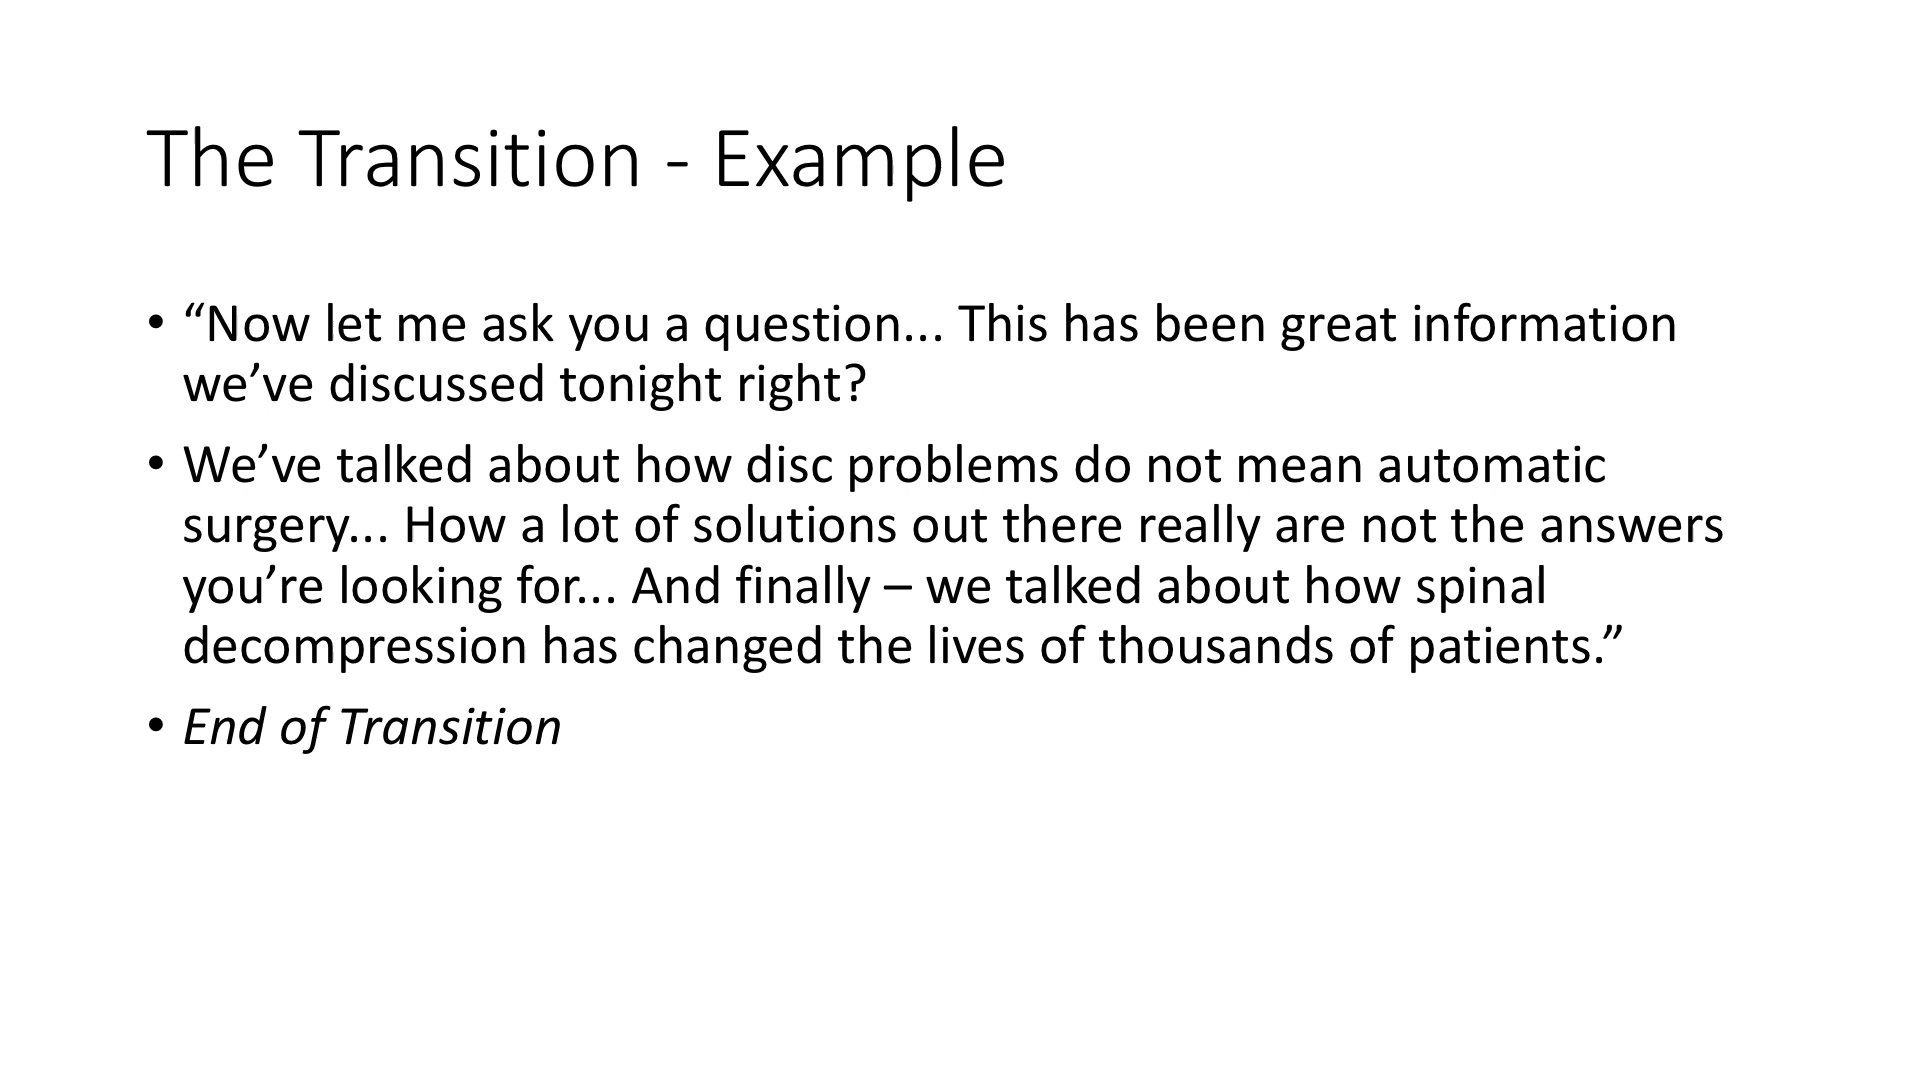 The Transition - Example
• “Now let me ask you a question... This has been great information
we’ve discussed tonight right?
• We’ve talked about how disc problems do not mean automatic
surgery... How a lot of solutions out there really are not the answers
you’re looking for... And finally – we talked about how spinal
decompression has changed the lives of thousands of patients.”
• End of Transition